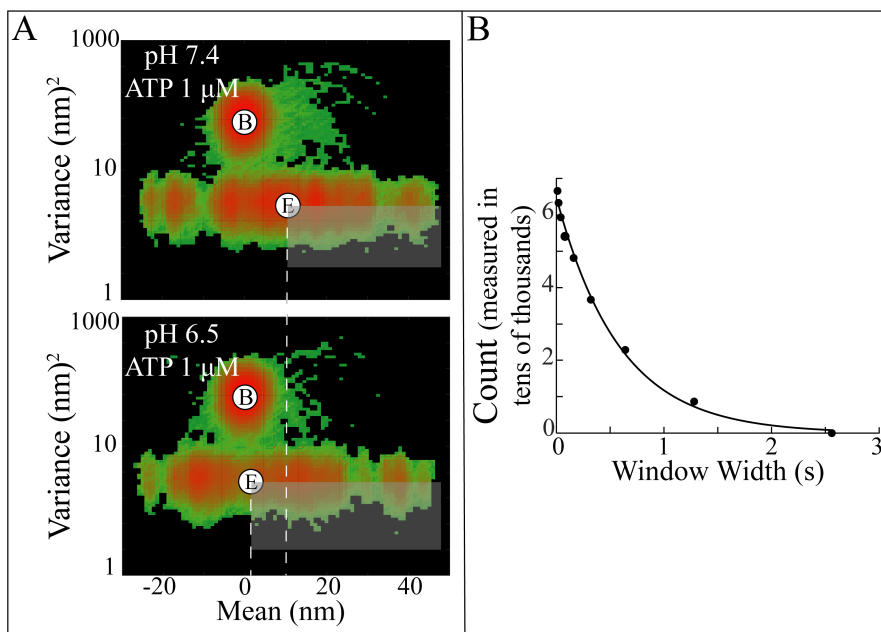 A
1000
pH 7.4
ATP 1 μM
B
10
E
1
Variance (nm)²
1000
pH 6.5
ATP 1 μM
B
10
E
1
Variance (nm)²
-20 0 20 40
Mean (nm)
B
6
4
2
0
Count (measured in
tens of thousands)
0 1 2 3
Window Width (s)